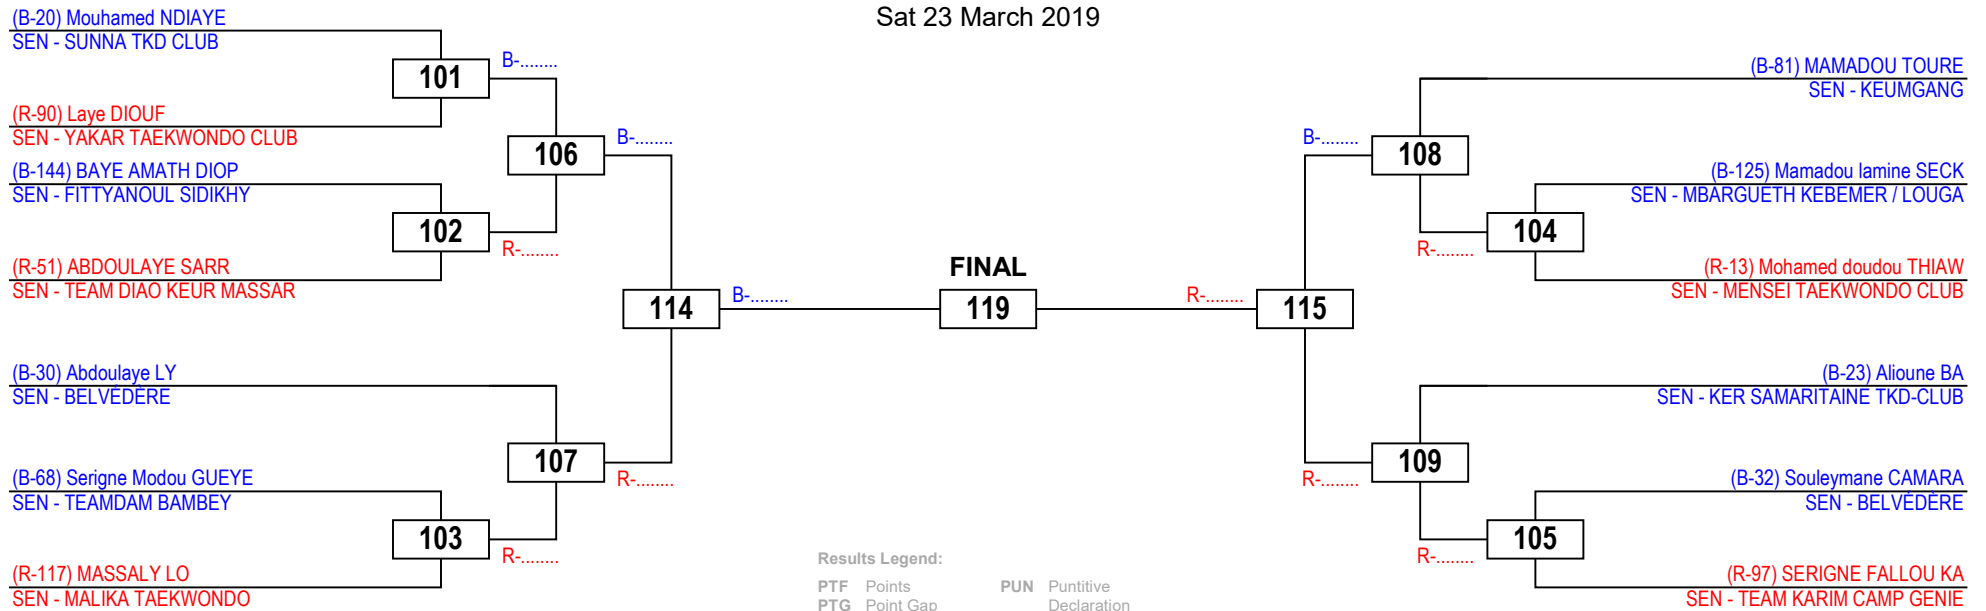 Sat 23 March 2019
(B-20) Mouhamed NDIAYE
SEN - SUNNA TKD CLUB
101
B-........
(R-90) Laye DIOUF
SEN - YAKAR TAEKWONDO CLUB
106
B-........
(B-144) BAYE AMATH DIOP
SEN - FITTYANOUL SIDIKHY
102
R-........
(R-51) ABDOULAYE SARR
SEN - TEAM DIAO KEUR MASSAR
114
B-........
(B-30) Abdoulaye LY
SEN - BELVÉDÈRE
107
R-........
(B-68) Serigne Modou GUEYE
SEN - TEAMDAM BAMBEY
103
R-........
(R-117) MASSALY LO
SEN - MALIKA TAEKWONDO
FINAL
119
(B-81) MAMADOU TOURE
SEN - KEUMGANG
B-........
108
(B-125) Mamadou lamine SECK
SEN - MBARGUETH KEBEMER / LOUGA
R-........
104
(R-13) Mohamed doudou THIAW
SEN - MENSEI TAEKWONDO CLUB
R-........
115
(B-23) Alioune BA
SEN - KER SAMARITAINE TKD-CLUB
R-........
109
(B-32) Souleymane CAMARA
SEN - BELVÉDÈRE
R-........
105
(R-97) SERIGNE FALLOU KA
SEN - TEAM KARIM CAMP GENIE
Results Legend:
PTF Points
PTG Point Gap
PUN Puntitive
Declaration